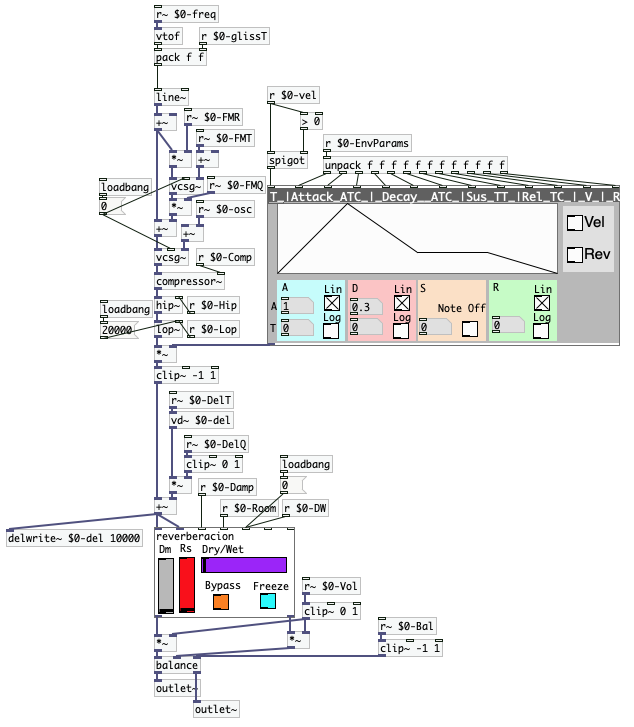 r~ $0-freq
vtof
r $0-glissT
pack f f
line~
r~ $0-FMR
+~
r~ $0-FMT
*~
+~
loadbang
vcsg~
r~ $0-FMQ
0
*~
r~ $0-osc
+~
+~
vcsg~
r $0-Comp
compressor~
loadbang
hip~
r $0-Hip
20000
lop~
r $0-Lop
*~
clip~ -1 1
r $0-vel
> 0
r $0-EnvParams
spigot
unpack f f f f f f f f f f f f f
T_|Attack_ATC_|_Decay__ATC_|Sus_TT_|Rel_TC_|_V_|_R
Vel
Rev
A
Lin
D
Lin
S
R
Lin
A
1
0.3
Note Off
Log
Log
Log
T
0
0
0
0
r~ $0-DelT
vd~ $0-del
r~ $0-DelQ
clip~ 0 1
*~
r $0-Damp
loadbang
0
r $0-Room
r $0-DW
+~
delwrite~ $0-del 10000
reverberacion
Dm
Rs
Dry/Wet
Bypass
Freeze
r~ $0-Vol
clip~ 0 1
*~
*~
r~ $0-Bal
clip~ -1 1
balance
outlet~
outlet~